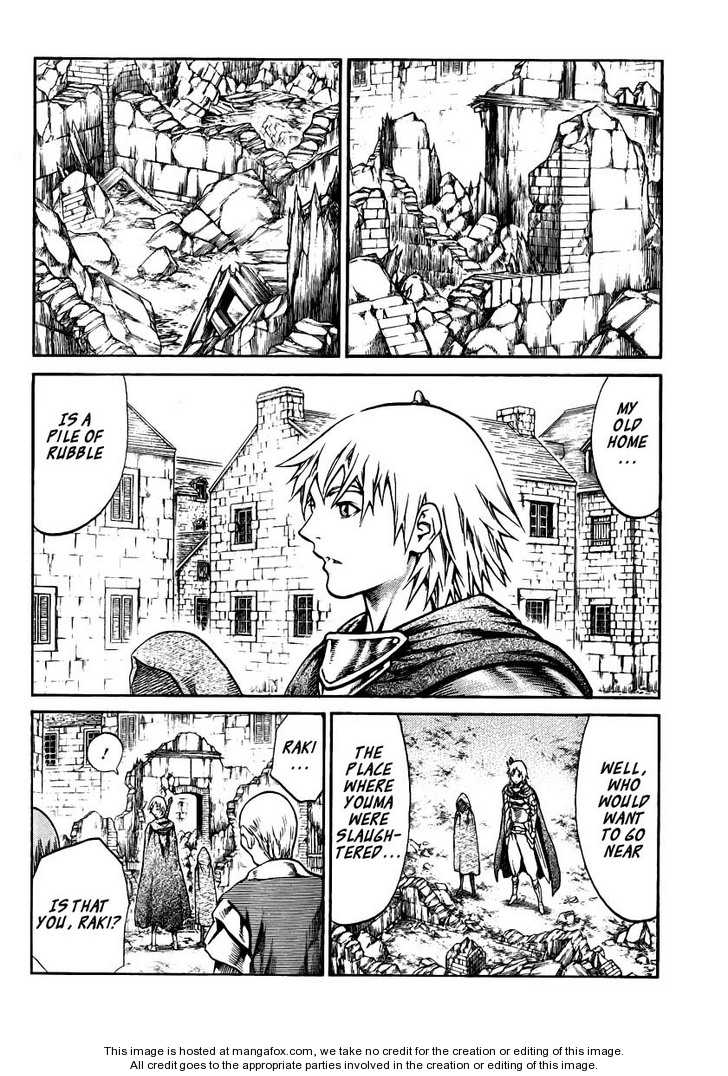 MY
OLD
HOME
...
IS A
PILE OF
RUBBLE
WELL,
WHO
WOULD
WANT
TO GO
NEAR
THE
PLACE
WHERE
YOUMA
WERE
SLAUGH-
TERED...
RAKI
...
!
IS THAT
YOU, RAKI?
This image is hosted at mangafox.com, we take no credit for the creation or editing of this image.
All credit goes to the appropriate parties involved in the creation or editing of this image.